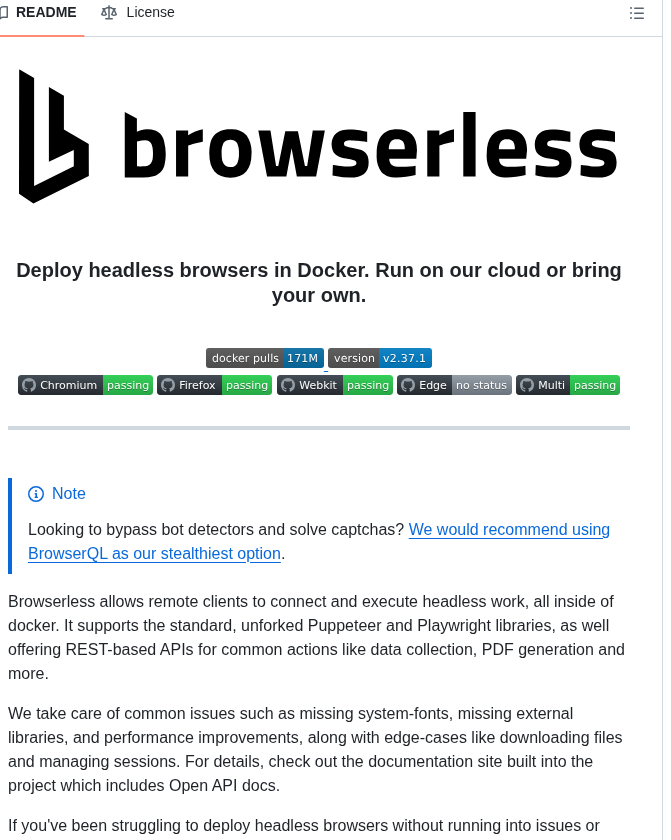 README License
browserless
Deploy headless browsers in Docker. Run on our cloud or bring
your own.
docker pulls 171M version v2.37.1
Chromium passing Firefox passing Webkit passing Edge no status Multi passing
Note
Looking to bypass bot detectors and solve captchas? We would recommend using
BrowserQL as our stealthiest option.
Browserless allows remote clients to connect and execute headless work, all inside of
docker. It supports the standard, unforked Puppeteer and Playwright libraries, as well
offering REST-based APIs for common actions like data collection, PDF generation and
more.
We take care of common issues such as missing system-fonts, missing external
libraries, and performance improvements, along with edge-cases like downloading files
and managing sessions. For details, check out the documentation site built into the
project which includes Open API docs.
If you've been struggling to deploy headless browsers without running into issues or